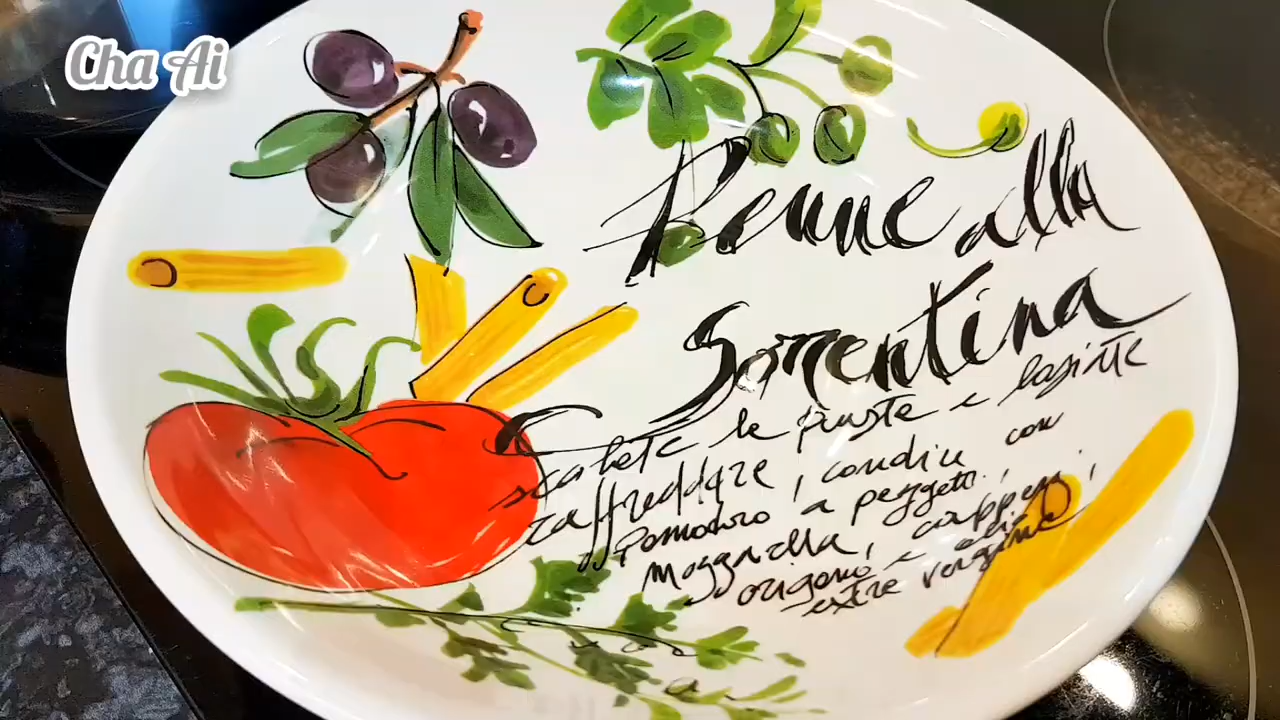 Cha Ai
Penne alla
Sorrentina
scolate le paste e lasciate
raffreddare, condire con
pomodoro a pezzetti,
mozzarella, capperi,
origano e olio
extra vergine